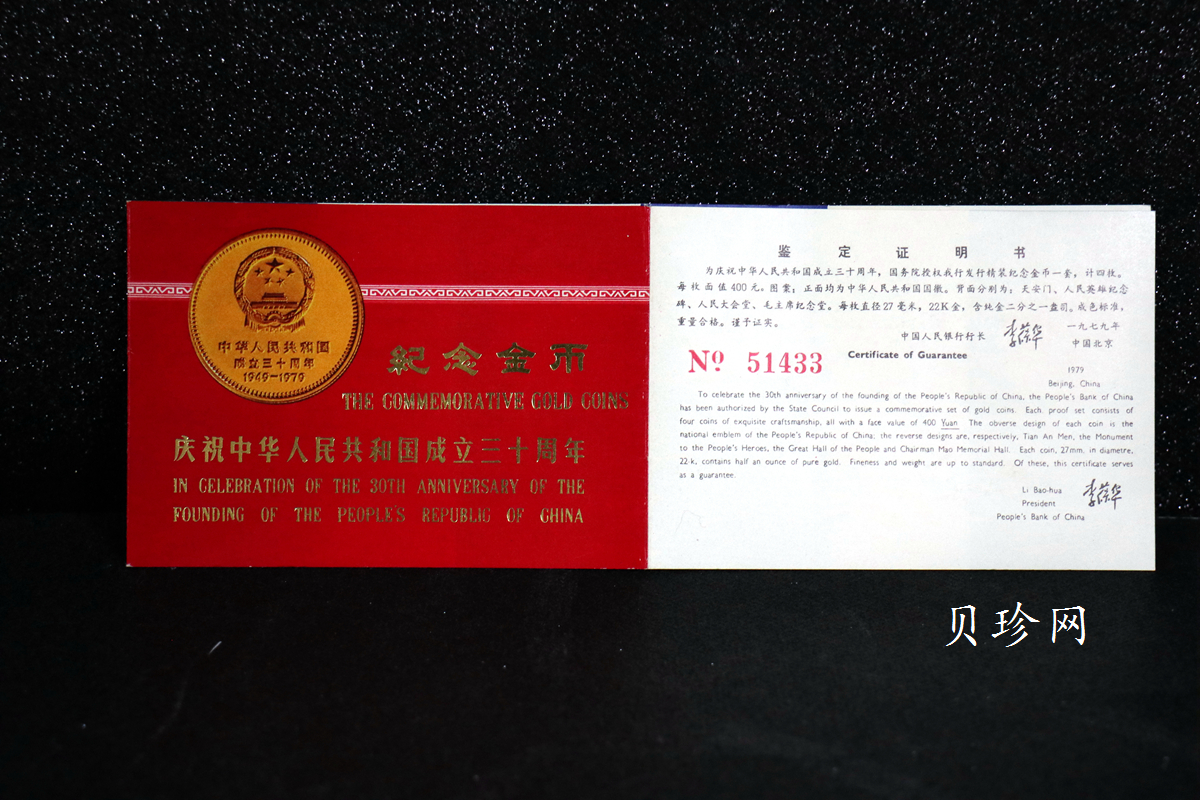 中华人民共和国
成立三十周年
1949—1979
紀念金币
THE COMMEMORATIVE GOLD COINS
庆祝中华人民共和国成立三十周年
IN CELEBRATION OF THE 30TH ANNIVERSARY OF THE
FOUNDING OF THE PEOPLE'S REPUBLIC OF CHINA
鉴定证明书
为庆祝中华人民共和国成立三十周年，国务院授权我行发行精装纪念金币一套，计四枚。
每枚面值400元。图案；正面均为中华人民共和国国徽。背面分别为：天安门、人民英雄纪念
碑、人民大会堂、毛主席纪念堂。每枚直径27毫米，22K金，含纯金二分之一盎司。成色标准，
重量合格。谨予证实。
中国人民银行行长 李葆华 一九七九年
中国北京
Nº 51433
Certificate of Guarantee
1979
Beijing, China
To celebrate the 30th anniversary of the founding of the People's Republic of China, the People's Bank of China
has been authorized by the State Council to issue a commemorative set of gold coins. Each proof set consists of
four coins of exquisite craftsmanship, all with a face value of 400 Yuan The obverse design of each coin is the
national emblem of the People's Republic of China; the reverse designs are, respectively, Tian An Men, the Monument
to the People's Heroes, the Great Hall of the People and Chairman Mao Memorial Hall. Each coin, 27mm. in diametre,
22 k, contains half an ounce of pure gold. Fineness and weight are up to standard. Of these, this certificate serves
as a guarantee.
Li Bao-hua 李葆华
President
People's Bank of China
贝珍网